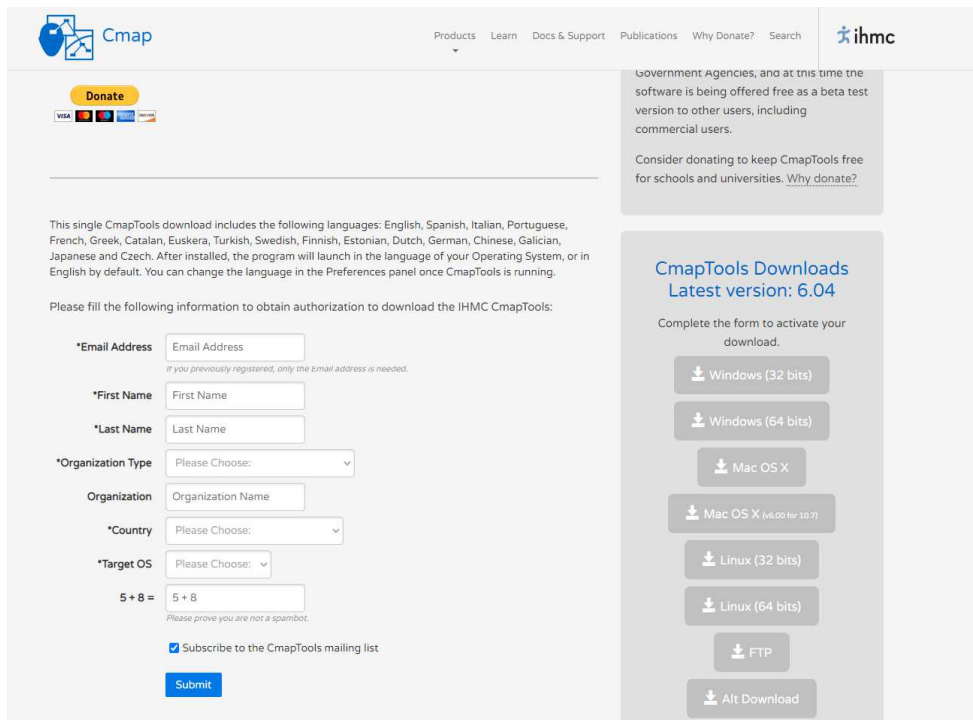 Cmap
Products Learn Docs & Support Publications Why Donate? Search
ihmc
Donate
VISA
Government Agencies, and at this time the
software is being offered free as a beta test
version to other users, including
commercial users.
Consider donating to keep CmapTools free
for schools and universities. Why donate?
This single CmapTools download includes the following languages: English, Spanish, Italian, Portuguese,
French, Greek, Catalan, Euskera, Turkish, Swedish, Finnish, Estonian, Dutch, German, Chinese, Galician,
Japanese and Czech. After installed, the program will launch in the language of your Operating System, or in
English by default. You can change the language in the Preferences panel once CmapTools is running.
Please fill the following information to obtain authorization to download the IHMC CmapTools:
*Email Address Email Address
If you previously registered, only the Email address is needed.
*First Name First Name
*Last Name Last Name
*Organization Type Please Choose:
Organization Organization Name
*Country Please Choose:
*Target OS Please Choose:
5 + 8 = 5 + 8
Please prove you are not a spambot.
Subscribe to the CmapTools mailing list
Submit
CmapTools Downloads
Latest version: 6.04
Complete the form to activate your
download.
Windows (32 bits)
Windows (64 bits)
Mac OS X
Mac OS X (v6.00 for 10.7)
Linux (32 bits)
Linux (64 bits)
FTP
Alt Download